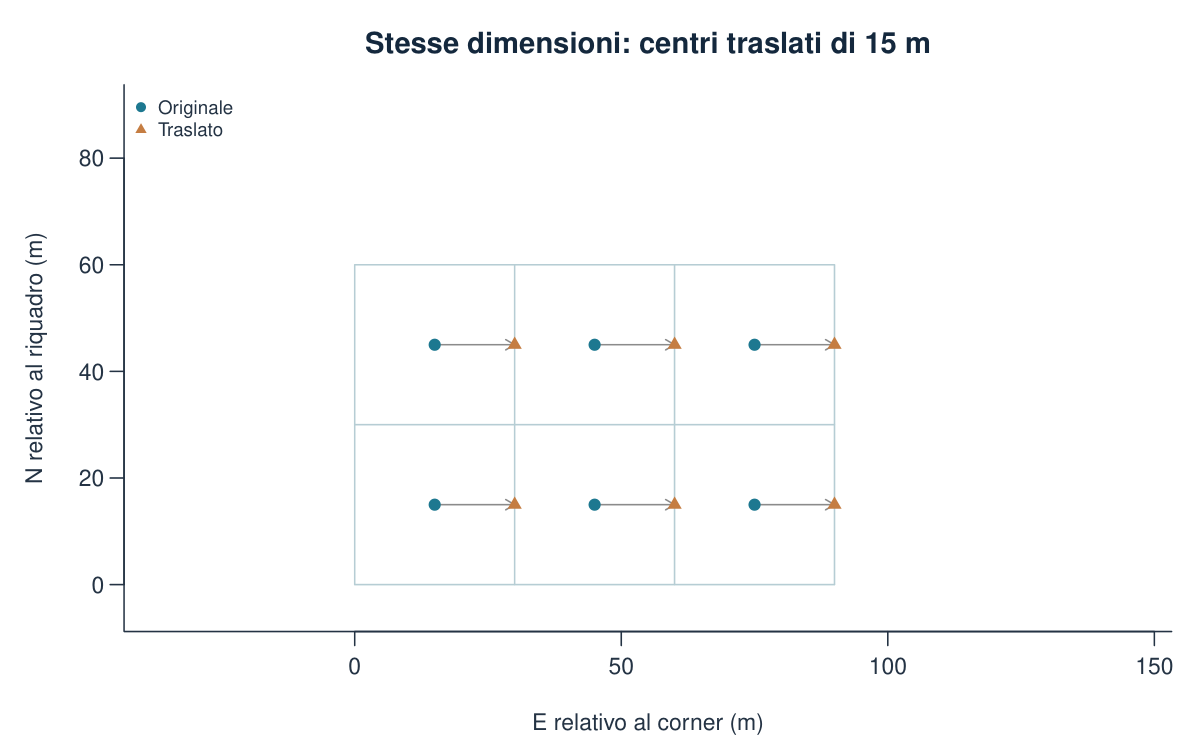 Stesse dimensioni: centri traslati di 15 m
Originale
Traslato
80
60
40
20
0
N relativo al riquadro (m)
0 50 100 150
E relativo al corner (m)